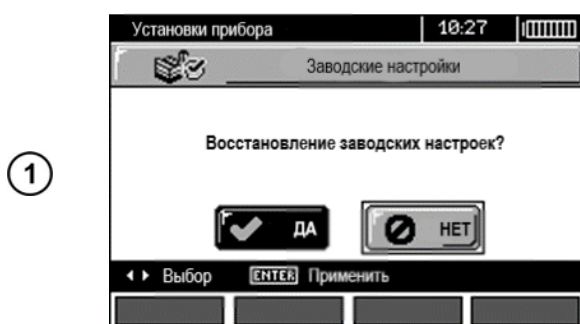 Установки прибора 10:27
Заводские настройки
Восстановление заводских настроек?
1
ДА НЕТ
Выбор ENTER Применить